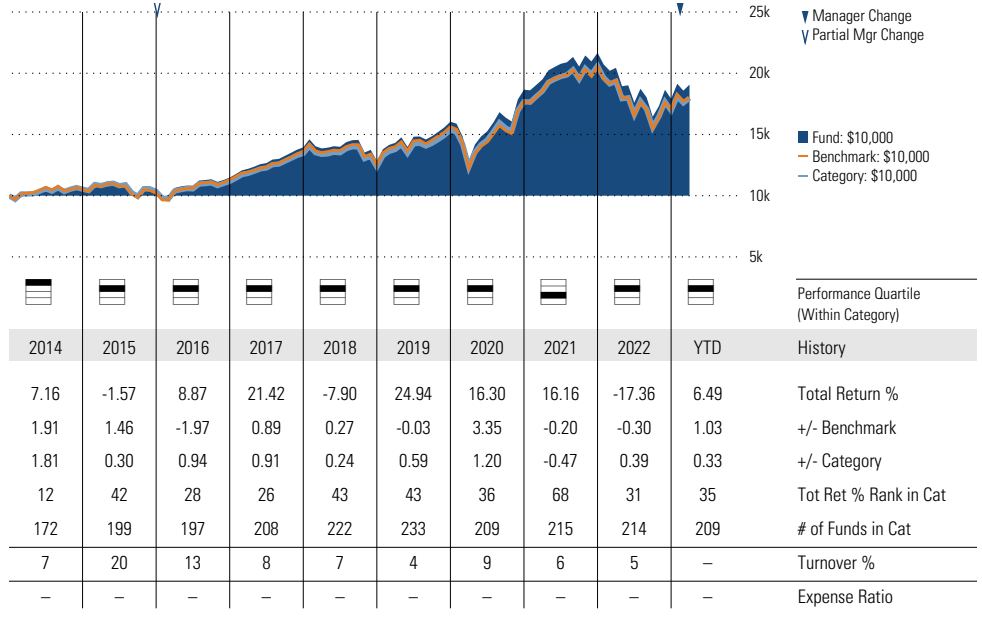 25k
▼ Manager Change
Partial Mgr Change
20k
15k
Fund: $10,000
Benchmark: $10,000
Category: $10,000
10k
5k
Performance Quartile
(Within Category)
2014 2015 2016 2017 2018 2019 2020 2021 2022 YTD History
7.16 -1.57 8.87 21.42 -7.90 24.94 16.30 16.16 -17.36 6.49 Total Return %
1.91 1.46 -1.97 0.89 0.27 -0.03 3.35 -0.20 -0.30 1.03 +/- Benchmark
1.81 0.30 0.94 0.91 0.24 0.59 1.20 -0.47 0.39 0.33 +/- Category
12 42 28 26 43 43 36 68 31 35 Tot Ret % Rank in Cat
172 199 197 208 222 233 209 215 214 209 # of Funds in Cat
7 20 13 8 7 4 9 6 5 – Turnover %
– – – – – – – – – – Expense Ratio